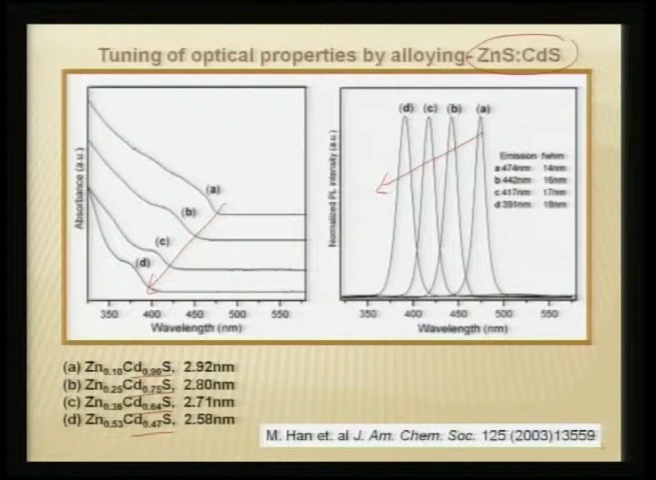 Tuning of optical properties by alloying- ZnS:CdS
Absorbance (a.u.)
(a)
(b)
(c)
(d)
350 400 450 500 550
Wavelength (nm)
Normalized PL intensity (a.u.)
(d) (c) (b) (a)
Emission fwhm
a 474nm 14nm
b 442nm 16nm
c 417nm 17nm
d 391nm 18nm
350 400 450 500 550
Wavelength (nm)
(a) Zn0.10Cd0.90S, 2.92nm
(b) Zn0.25Cd0.75S, 2.80nm
(c) Zn0.36Cd0.64S, 2.71nm
(d) Zn0.53Cd0.47S, 2.58nm
M. Han et. al J. Am. Chem. Soc. 125 (2003)13559